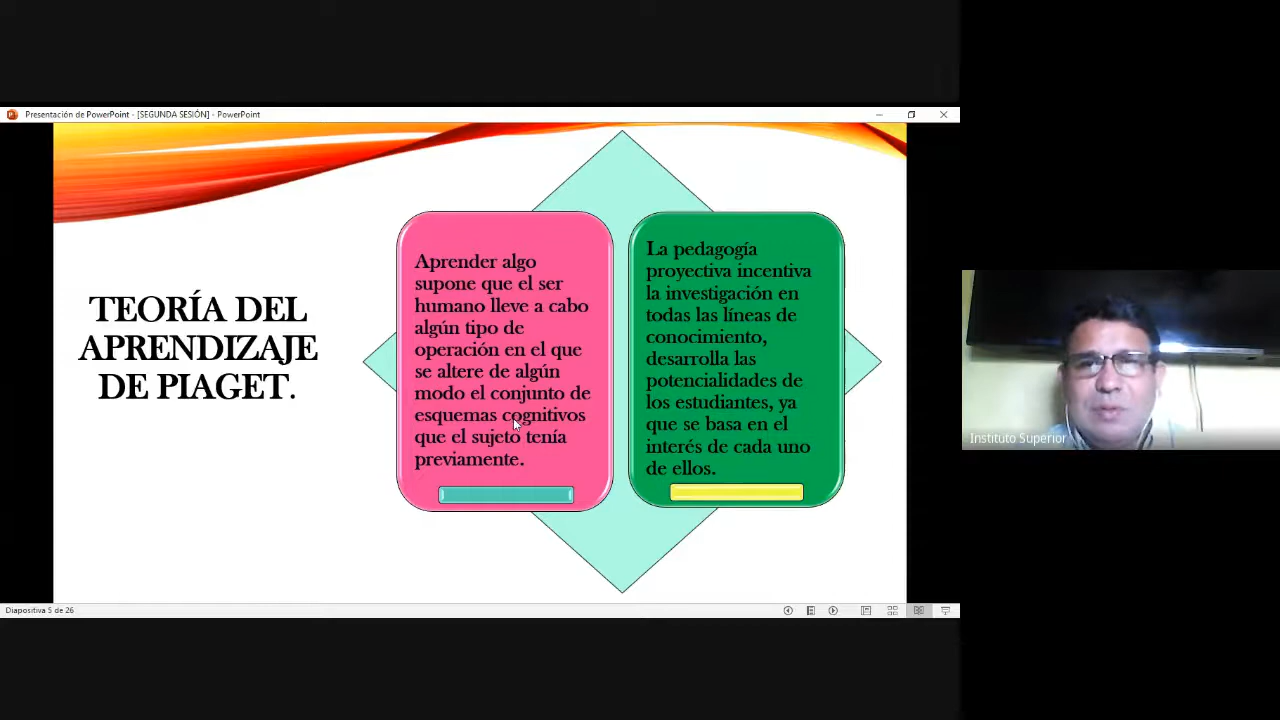 Presentación de PowerPoint - [SEGUNDA SESIÓN] - PowerPoint
TEORÍA DEL
APRENDIZAJE
DE PIAGET.
Aprender algo
supone que el ser
humano lleve a cabo
algún tipo de
operación en el que
se altere de algún
modo el conjunto de
esquemas cognitivos
que el sujeto tenía
previamente.
La pedagogía
proyectiva incentiva
la investigación en
todas las líneas de
conocimiento,
desarrolla las
potencialidades de
los estudiantes, ya
que se basa en el
interés de cada uno
de ellos.
Instituto Superior
Diapositiva 5 de 26